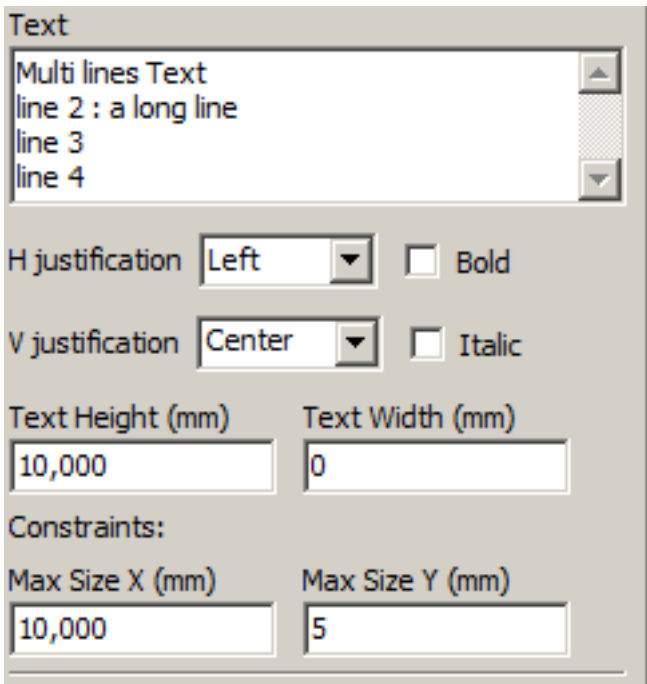 Text
Multi lines Text
line 2 : a long line
line 3
line 4
H justification Left Bold
V justification Center Italic
Text Height (mm) Text Width (mm)
10,000 0
Constraints:
Max Size X (mm) Max Size Y (mm)
10,000 5